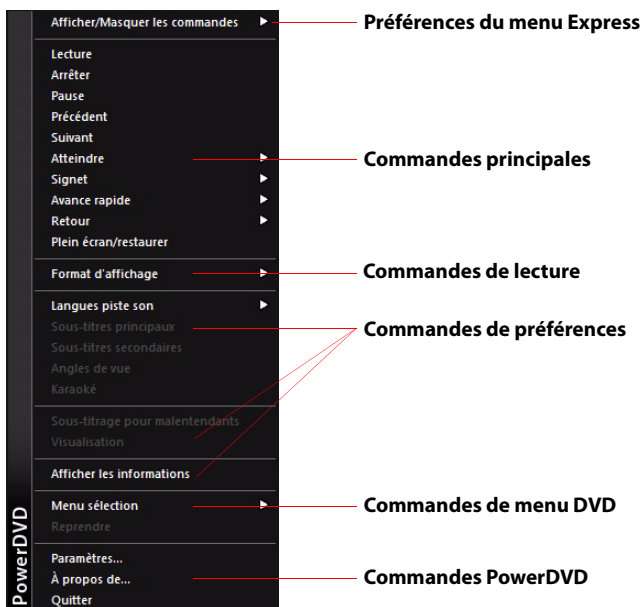 Afficher/Masquer les commandes
Préférences du menu Express
Lecture
Arrêter
Pause
Précédent
Suivant
Atteindre
Commandes principales
Signet
Avance rapide
Retour
Plein écran/restaurer
Format d'affichage
Commandes de lecture
Langues piste son
Sous-titres principaux
Commandes de préférences
Sous-titres secondaires
Angles de vue
Karaoké
Sous-titrage pour malentendants
Visualisation
Afficher les informations
Menu sélection
Commandes de menu DVD
Reprendre
Paramètres...
À propos de...
Commandes PowerDVD
Quitter
PowerDVD